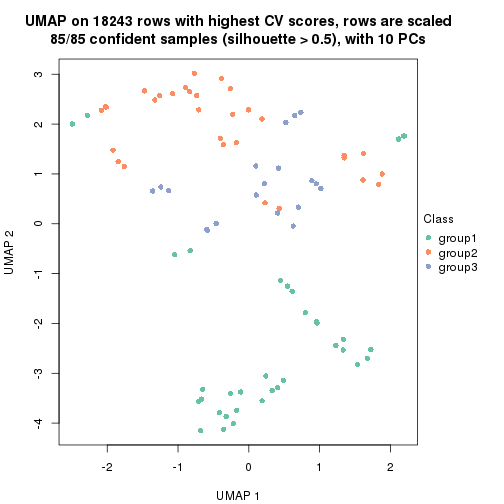 UMAP on 18243 rows with highest CV scores, rows are scaled
85/85 confident samples (silhouette > 0.5), with 10 PCs
3
2
1
0
-1
-2
-3
-4
UMAP 2
-2
-1
0
1
2
UMAP 1
Class
group1
group2
group3